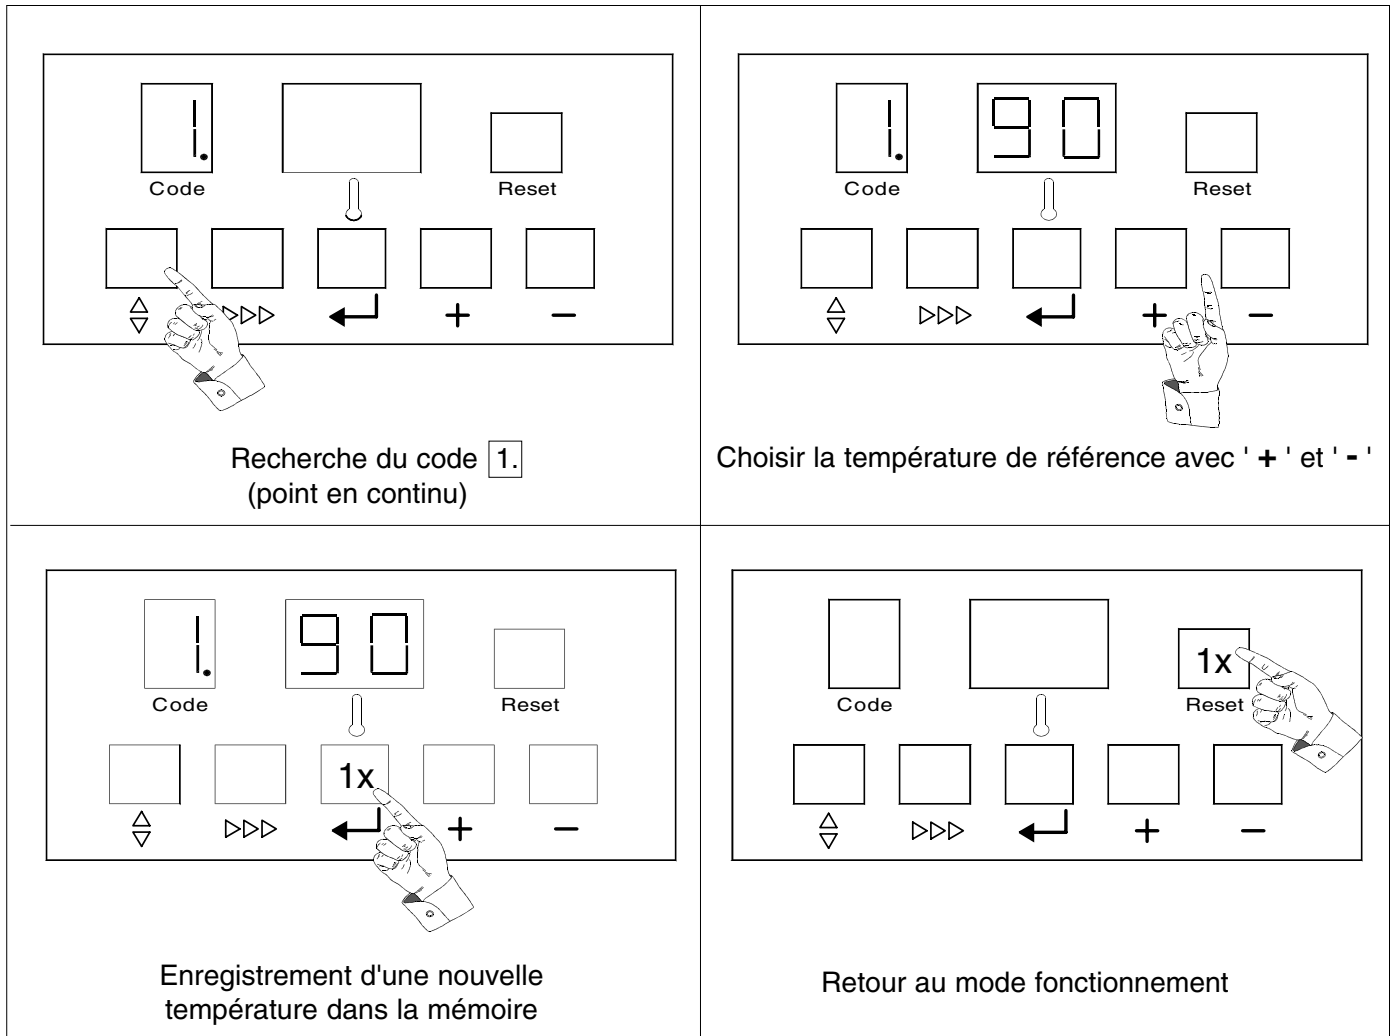 1.
Code
Reset
+ −
Recherche du code 1.
(point en continu)
1. 90
Code
Reset
+ −
Choisir la température de référence avec ' + ' et ' - '
1. 90
Code
Reset
1x
+ −
Enregistrement d'une nouvelle
température dans la mémoire
1x
Code
Reset
+ −
Retour au mode fonctionnement